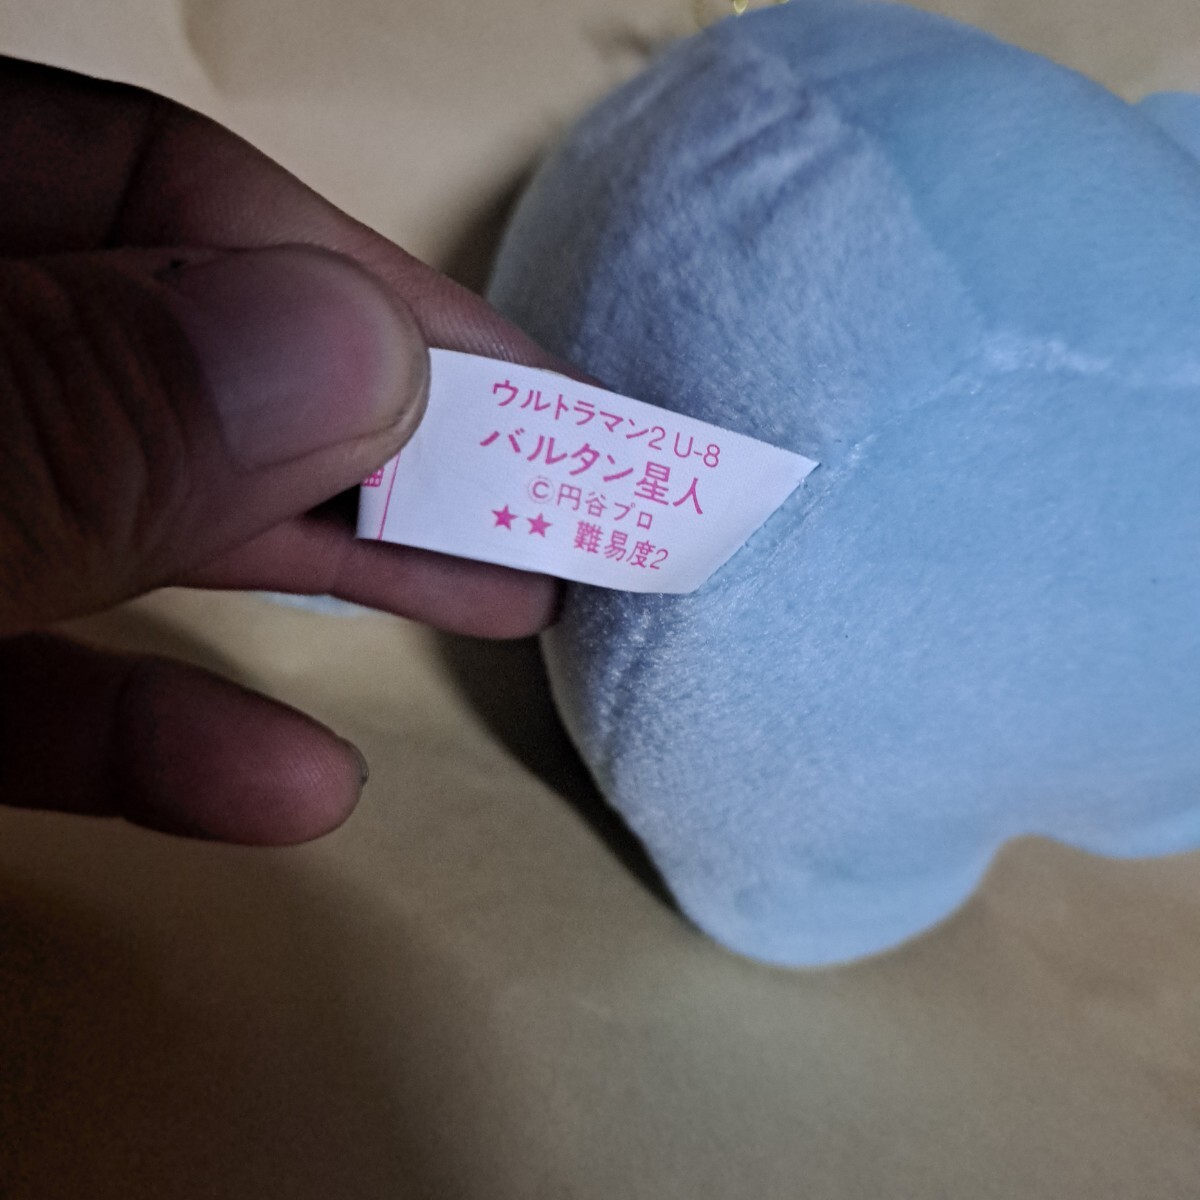 ウルトラマン2 U-8
バルタン星人
©円谷プロ
★★ 難易度2